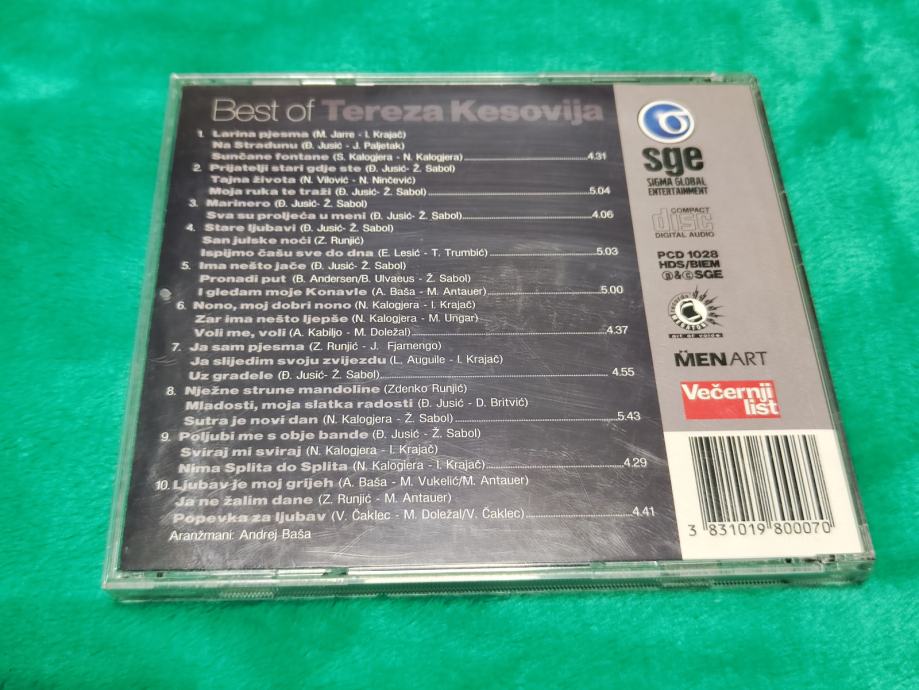 Best of Tereza Kesovija
1. Larina pjesma (M. Jarre - I. Krajač)
Na Stradunu (Đ. Jusić - J. Paljetak)
Sunčane fontane (S. Kalogjera - N. Kalogjera) 4.31
2. Prijatelji stari gdje ste (Đ. Jusić- Ž. Sabol)
Tajna života (N. Vilović - N. Ninčević)
Moja ruka te traži (Đ. Jusić- Ž. Sabol) 5.04
3. Marinero (Đ. Jusić- Ž. Sabol)
Sva su proljeća u meni (Đ. Jusić- Ž. Sabol) 4.06
4. Stare ljubavi (Đ. Jusić- Ž. Sabol)
San julske noći (Z. Runjić)
Ispijmo čašu sve do dna (E. Lesić - T. Trumbić) 5.03
5. Ima nešto jače (Đ. Jusić- Ž. Sabol)
Pronađi put (B. Andersen/B. Ulvaeus - Ž. Sabol)
I gledam moje Konavle (A. Baša - M. Antauer) 5.00
6. Nono, moj dobri nono (N. Kalogjera - I. Krajač)
Zar ima nešto ljepše (N. Kalogjera - M. Ungar)
Voli me, voli (A. Kabiljo - M. Doležal) 4.37
7. Ja sam pjesma (Z. Runjić - J. Fjamengo)
Ja slijedim svoju zvijezdu (L. Auguile - I. Krajač)
Uz gradele (Đ. Jusić- Ž. Sabol) 4.55
8. Nježne strune mandoline (Zdenko Runjić)
Mladosti, moja slatka radosti (Đ. Jusić - D. Britvić)
Sutra je novi dan (N. Kalogjera - Ž. Sabol) 5.43
9. Poljubi me s obje bande (Đ. Jusić - Ž. Sabol)
Sviraj mi sviraj (N. Kalogjera - I. Krajač)
Nima Splita do Splita (N. Kalogjera - I. Krajač) 4.29
10. Ljubav je moj grijeh (A. Baša - M. Vukelić/M. Antauer)
Ja ne žalim dane (Z. Runjić - M. Antauer)
Popevka za ljubav (V. Čaklec - M. Doležal/V. Čaklec) 4.41
Aranžmani: Andrej Baša
sge
SIGMA GLOBAL
ENTERTAINMENT
COMPACT
disc
DIGITAL AUDIO
PCD 1028
HDS/BIEM
℗&©SGE
art of voice
MENART
Večernji
list
3 831019 800070